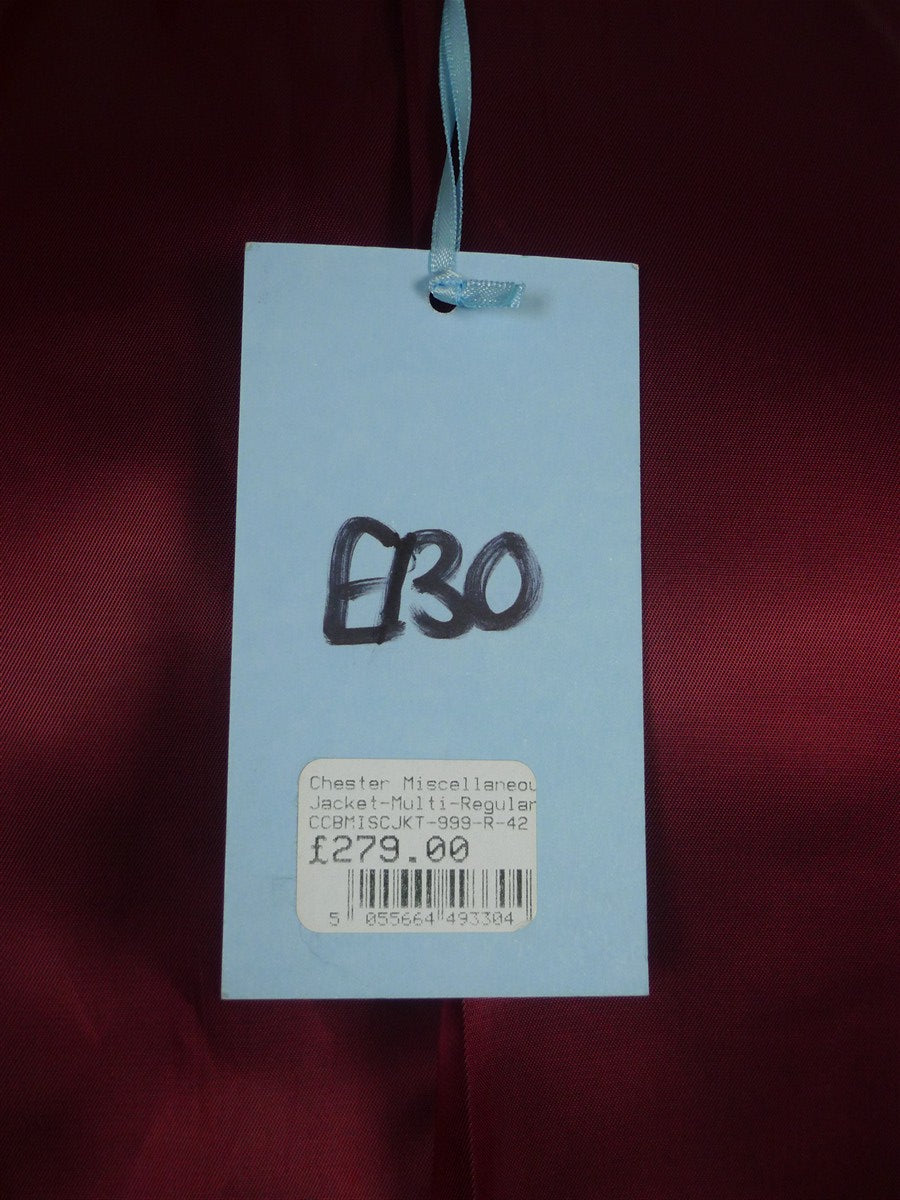 £130
Chester Miscellaneou
Jacket-Multi-Regular
CCBMISCJKT-999-R-42
£279.00
5 055664 493304